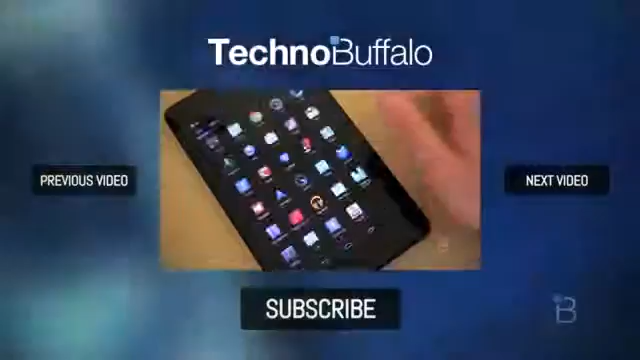 TechnoBuffalo
PREVIOUS VIDEO
NEXT VIDEO
SUBSCRIBE
B